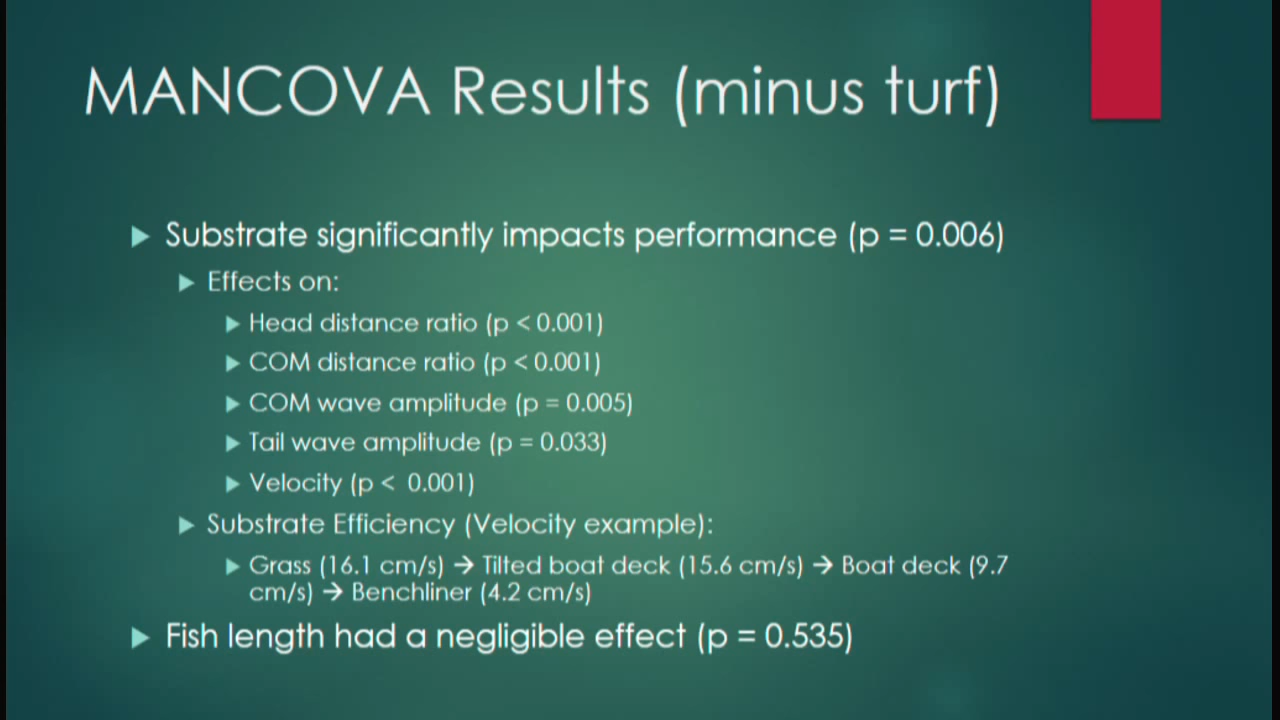 MANCOVA Results (minus turf)
Substrate significantly impacts performance (p = 0.006)
Effects on:
Head distance ratio (p < 0.001)
COM distance ratio (p < 0.001)
COM wave amplitude (p = 0.005)
Tail wave amplitude (p = 0.033)
Velocity (p <  0.001)
Substrate Efficiency (Velocity example):
Grass (16.1 cm/s) → Tilted boat deck (15.6 cm/s) → Boat deck (9.7
cm/s) → Benchliner (4.2 cm/s)
Fish length had a negligible effect (p = 0.535)